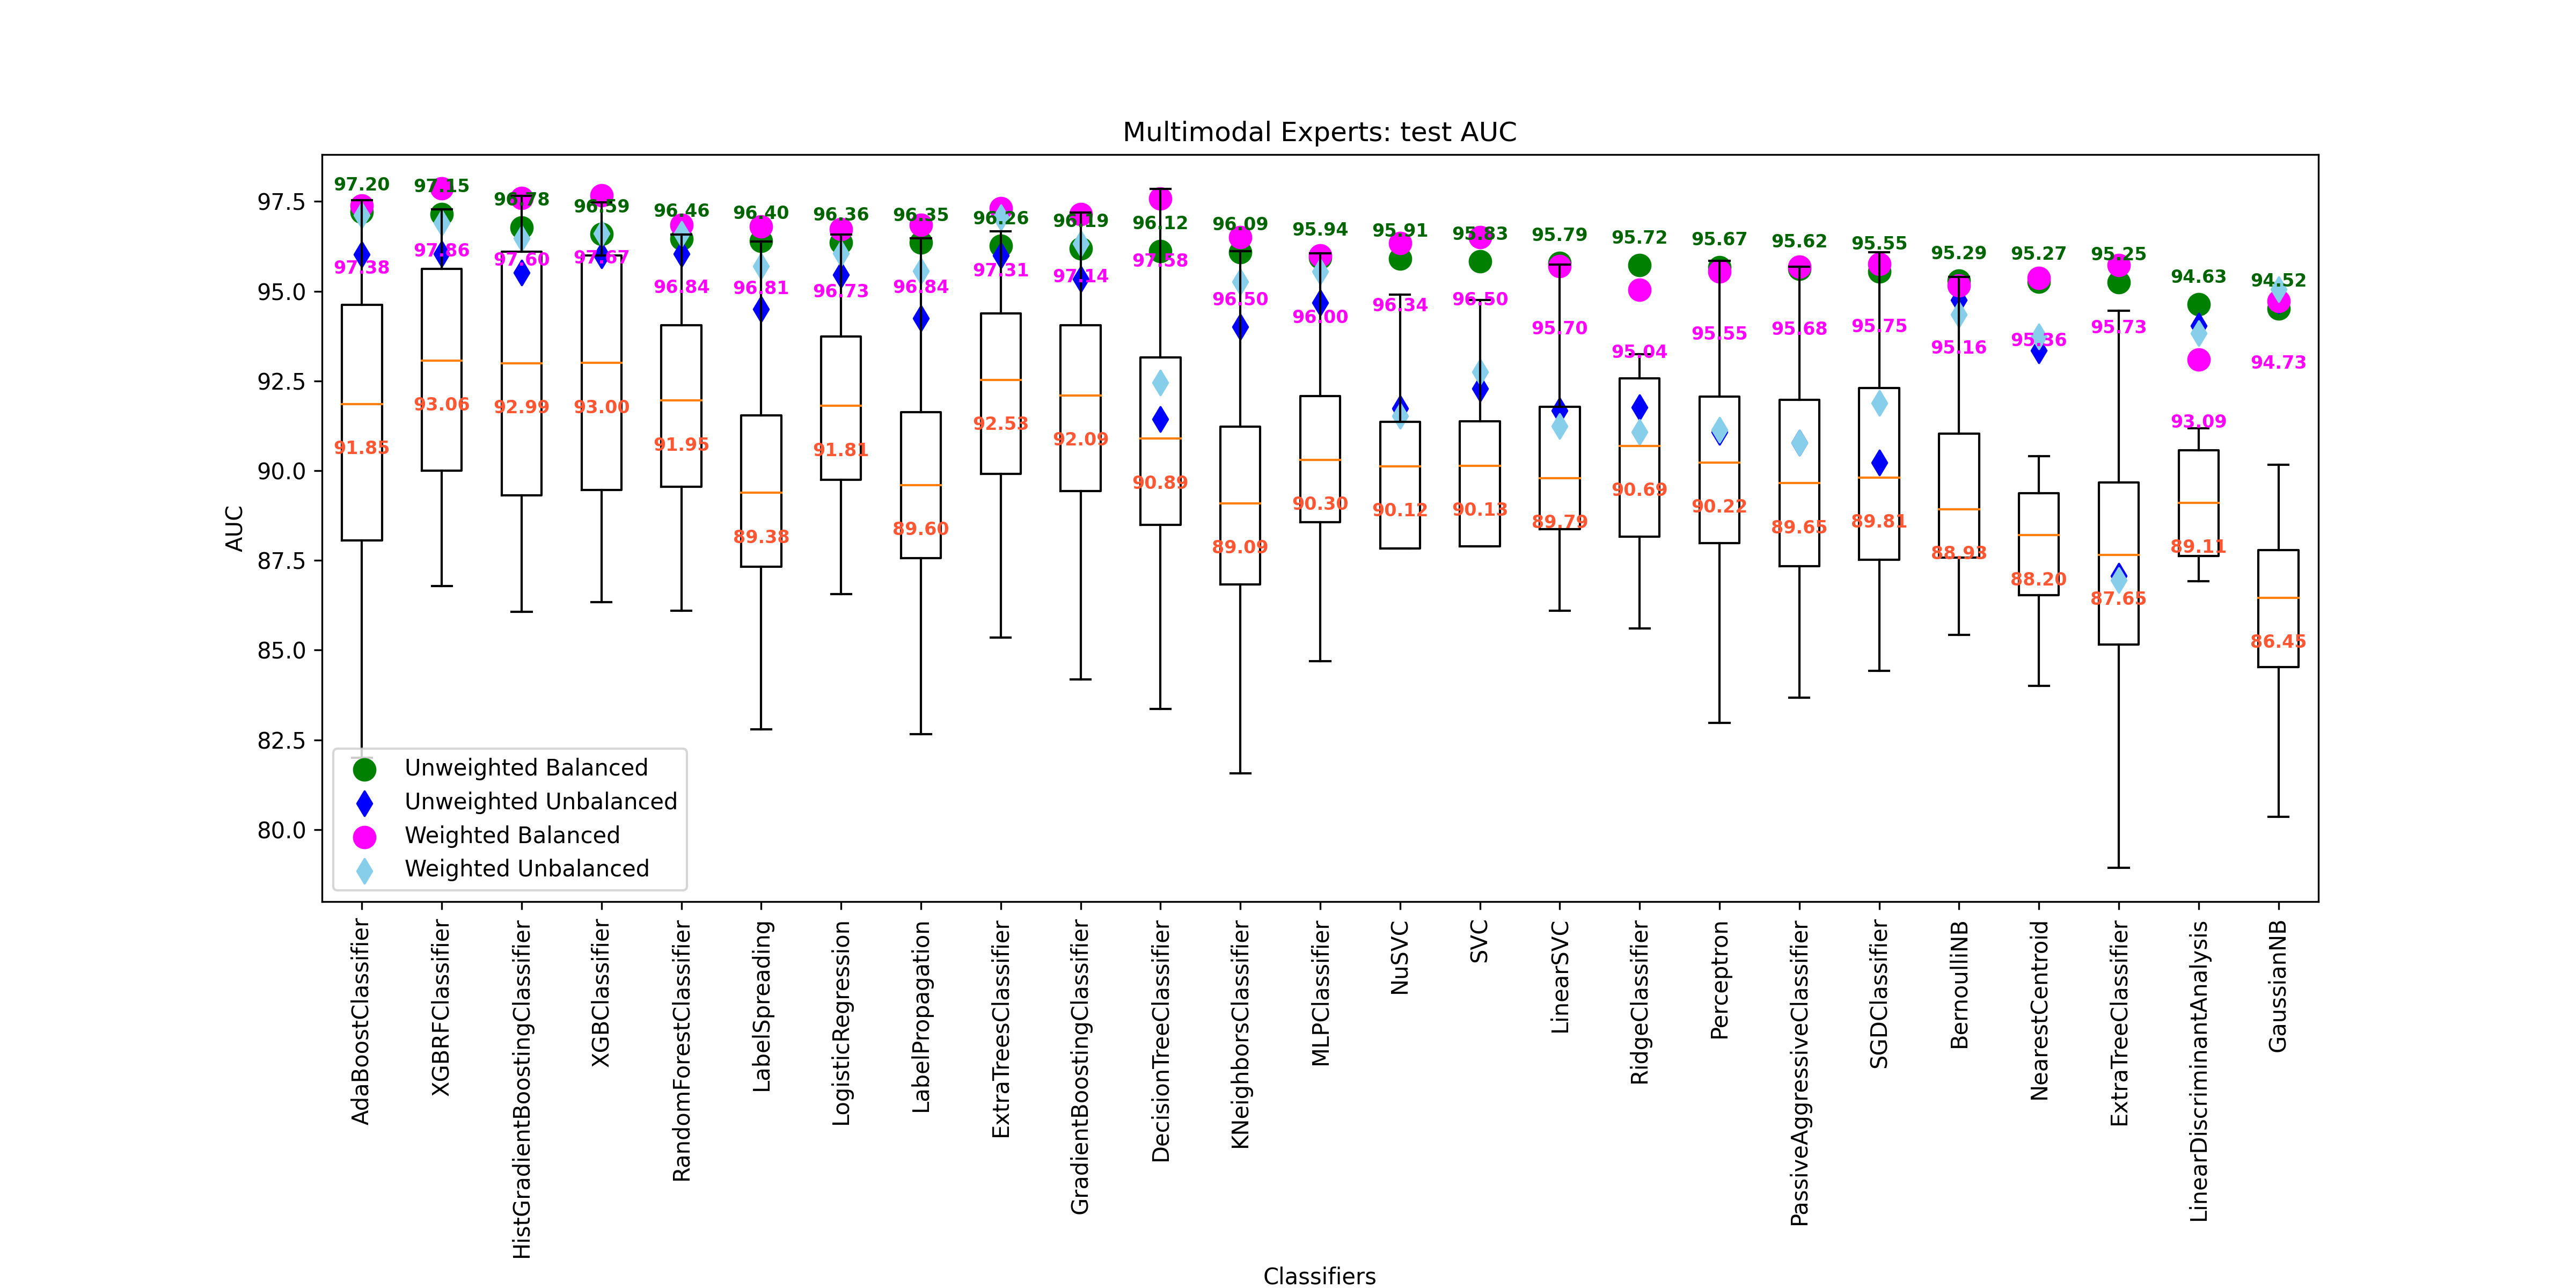 Multimodal Experts: test AUC
AUC
97.5
95.0
92.5
90.0
87.5
85.0
82.5
80.0
97.20 97.15 96.78 96.59 96.46 96.40 96.36 96.35 96.26 96.19 96.12 96.09 95.94 95.91 95.83 95.79 95.72 95.67 95.62 95.55 95.29 95.27 95.25 94.63 94.52
97.38 97.86 97.60 97.67 96.84 96.81 96.73 96.84 97.31 97.14 97.58 96.50 96.00 96.34 96.50 95.70 95.04 95.55 95.68 95.75 95.16 95.36 95.73 93.09 94.73
91.85 93.06 92.99 93.00 91.95 89.38 91.81 89.60 92.53 92.09 90.89 89.09 90.30 90.12 90.13 89.79 90.69 90.22 89.65 89.81 88.93 88.20 87.65 89.11 86.45
Unweighted Balanced
Unweighted Unbalanced
Weighted Balanced
Weighted Unbalanced
AdaBoostClassifier
XGBRFClassifier
HistGradientBoostingClassifier
XGBClassifier
RandomForestClassifier
LabelSpreading
LogisticRegression
LabelPropagation
ExtraTreesClassifier
GradientBoostingClassifier
DecisionTreeClassifier
KNeighborsClassifier
MLPClassifier
NuSVC
SVC
LinearSVC
RidgeClassifier
Perceptron
PassiveAggressiveClassifier
SGDClassifier
BernoulliNB
NearestCentroid
ExtraTreeClassifier
LinearDiscriminantAnalysis
GaussianNB
Classifiers